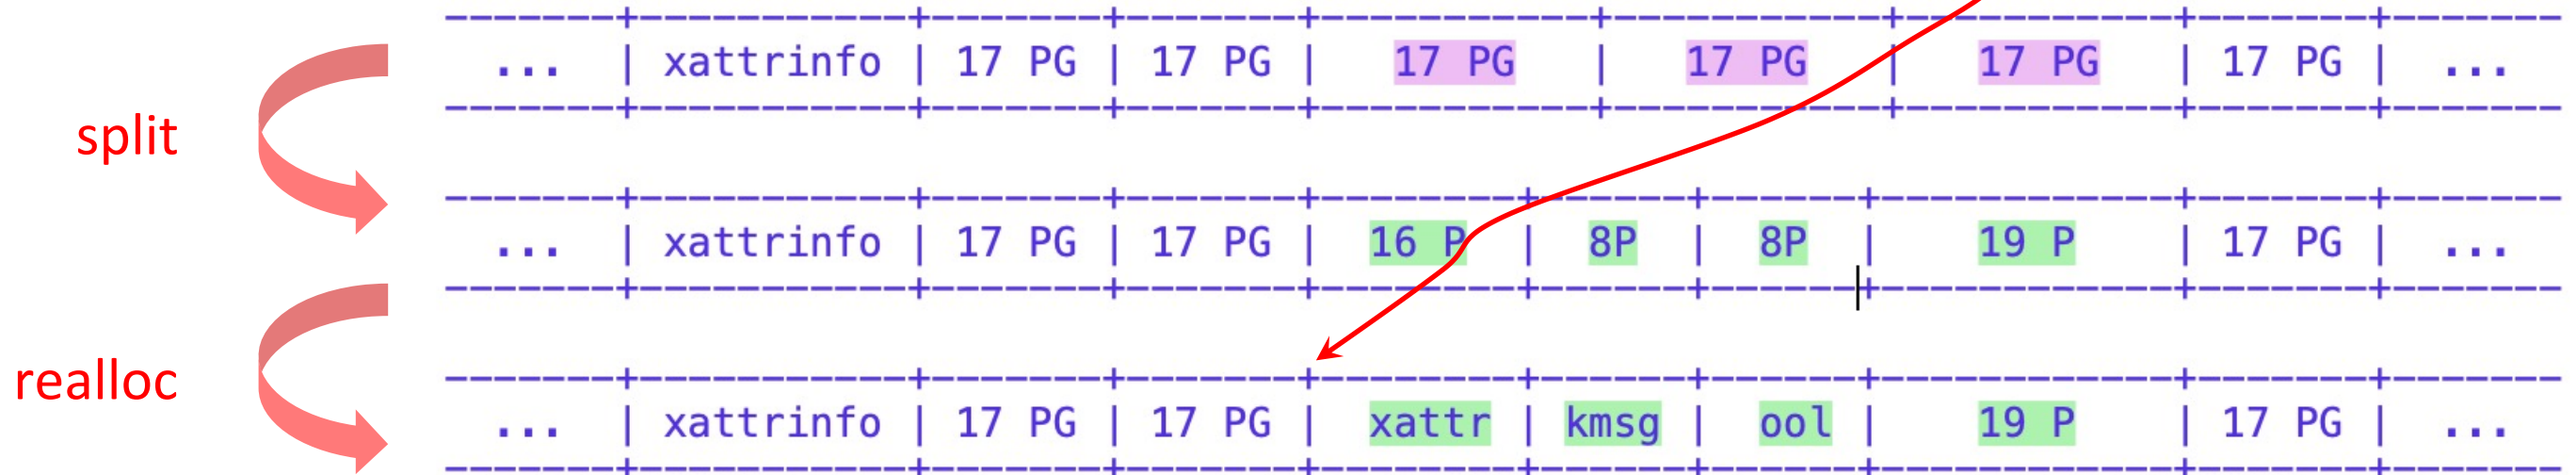 ... | xattrinfo | 17 PG | 17 PG | 17 PG | 17 PG | 17 PG | 17 PG | ...
split
... | xattrinfo | 17 PG | 17 PG | 16 P | 8P | 8P | 19 P | 17 PG | ...
realloc
... | xattrinfo | 17 PG | 17 PG | xattr | kmsg | ool | 19 P | 17 PG | ...